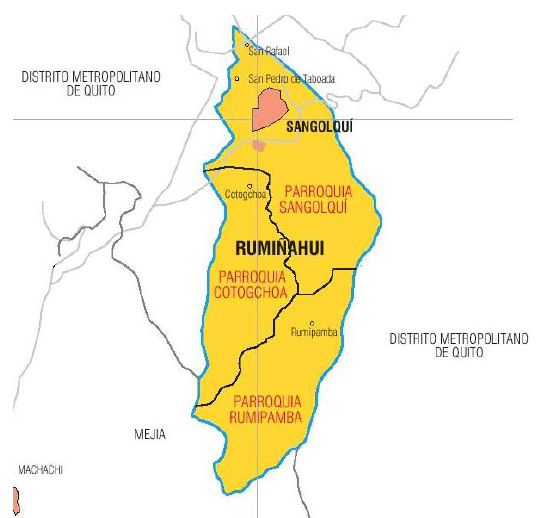 San Rafaol
DISTRITO METROPOLITANO
DE QUITO
San Pedro de Taboada
SANGOLQUÍ
Cotogchoa
PARROQUIA
SANGOLQUÍ
RUMIÑAHUI
PARROQUIA
COTOGCHOA
Rumipamba
DISTRITO METROPOLITANO
DE QUITO
PARROQUIA
RUMIPAMBA
MEJIA
MACHACHI